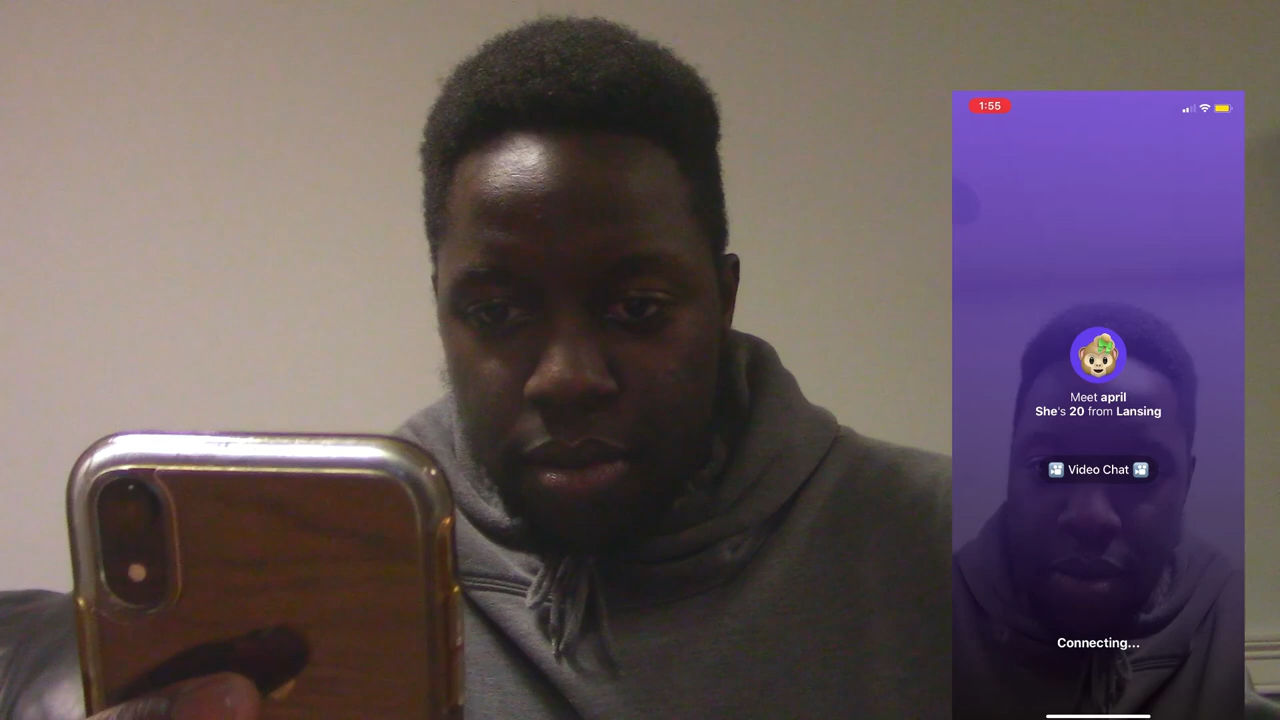 1:55
Meet april
She's 20 from Lansing
Video Chat
Connecting...